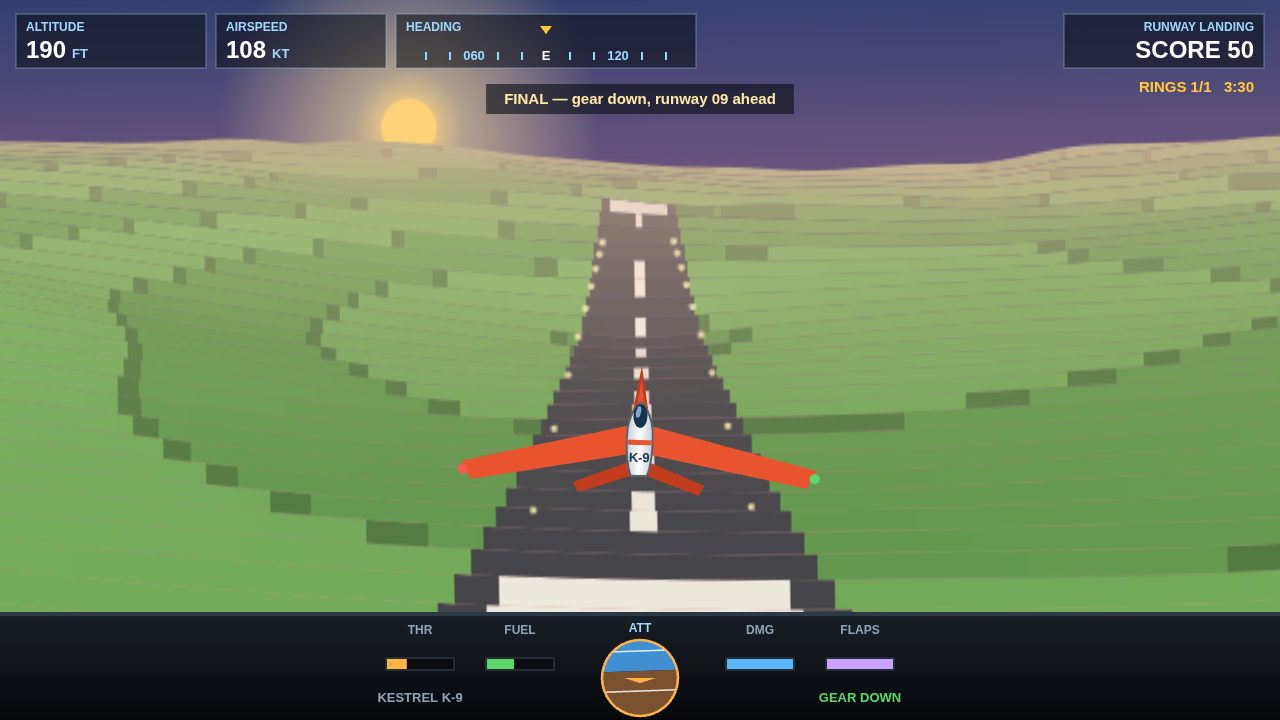 ALTITUDE
190 FT
AIRSPEED
108 KT
HEADING
060 E 120
RUNWAY LANDING
SCORE 50
RINGS 1/1 3:30
FINAL — gear down, runway 09 ahead
K-9
THR
FUEL
ATT
DMG
FLAPS
KESTREL K-9
GEAR DOWN